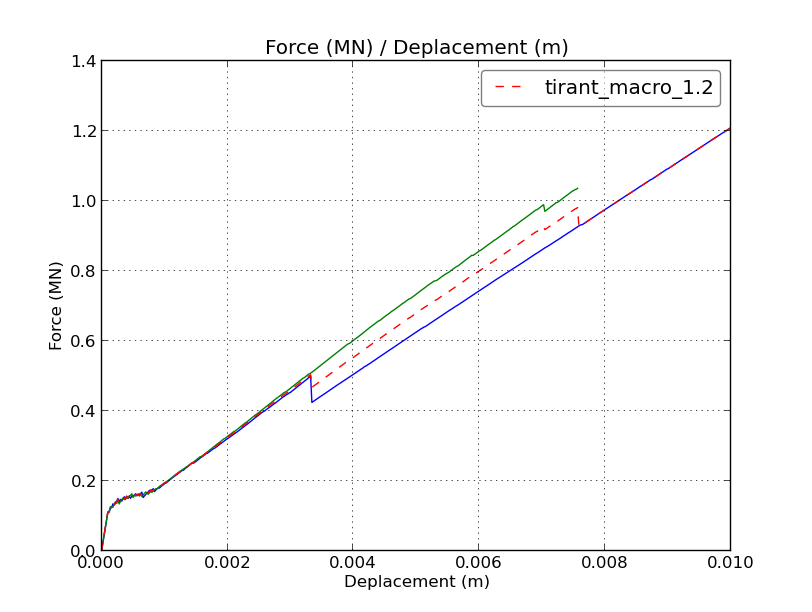 Force (MN) / Deplacement (m)
1.4
tirant_macro_1.2
1.2
1.0
0.8
Force (MN)
0.6
0.4
0.2
0.0
0.000 0.002 0.004 0.006 0.008 0.010
Deplacement (m)